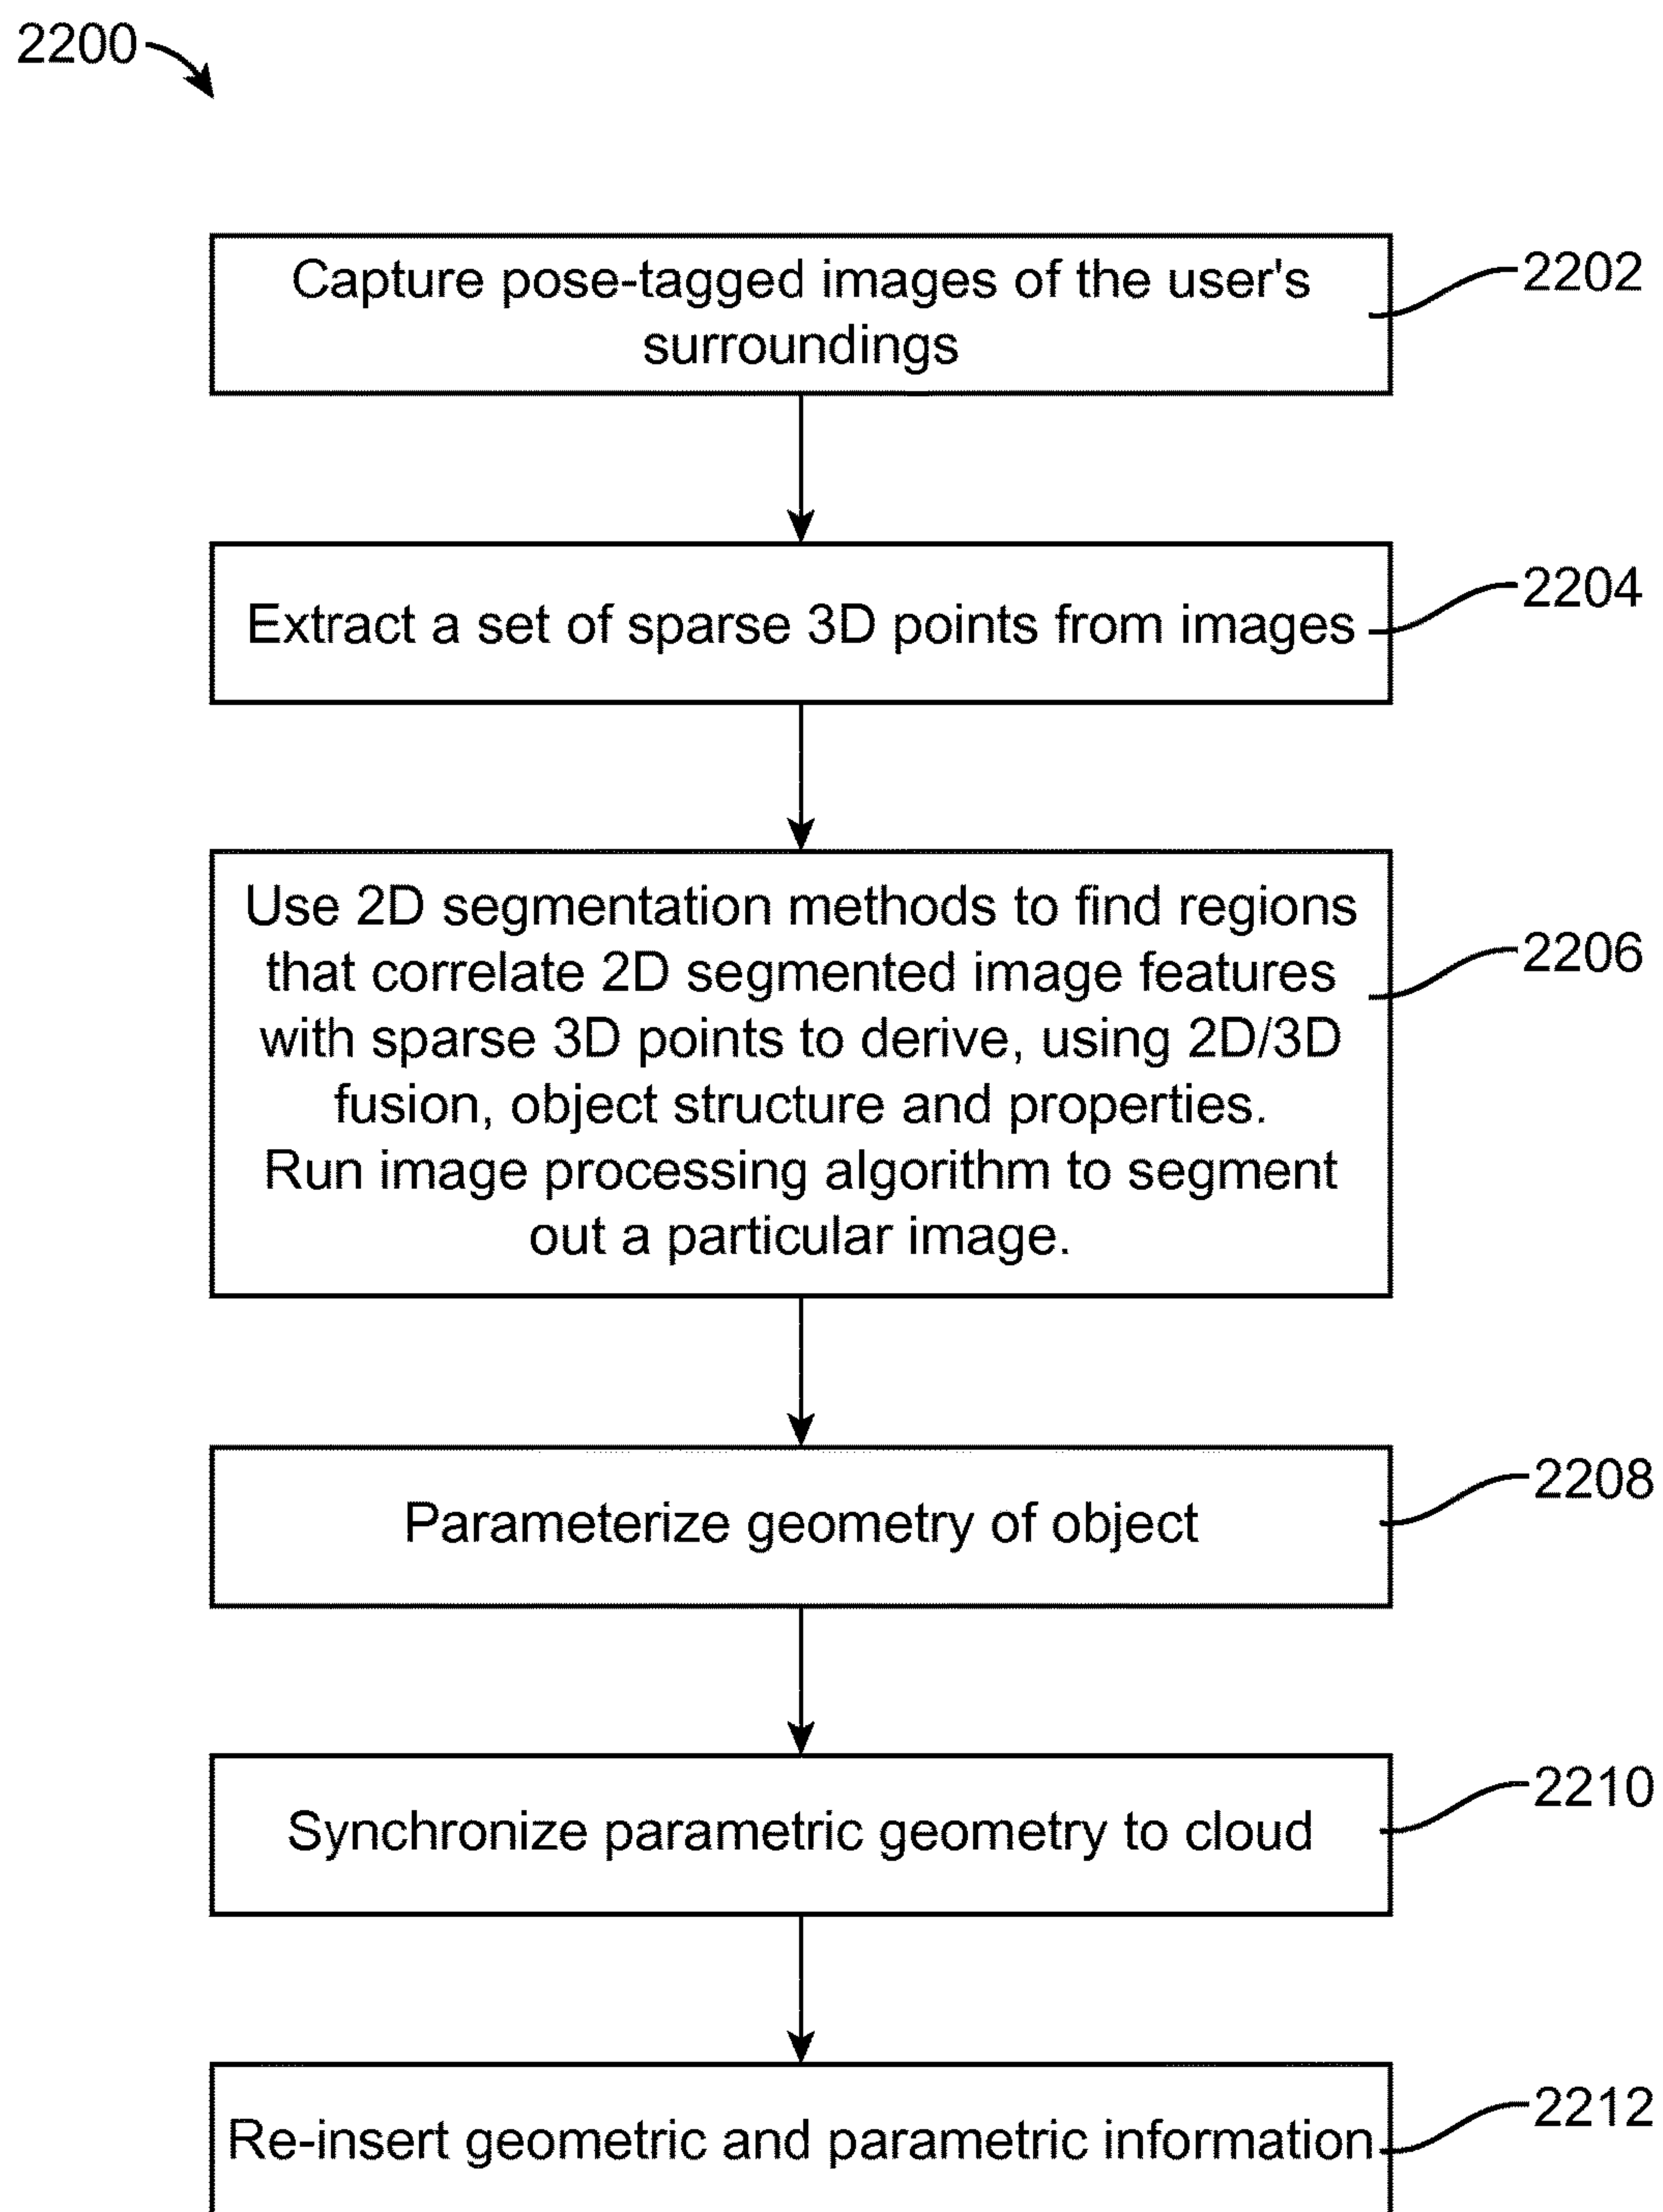 2200
Capture pose-tagged images of the user's
surroundings
2202
Extract a set of sparse 3D points from images
2204
Use 2D segmentation methods to find regions
that correlate 2D segmented image features
with sparse 3D points to derive, using 2D/3D
fusion, object structure and properties.
Run image processing algorithm to segment
out a particular image.
2206
Parameterize geometry of object
2208
Synchronize parametric geometry to cloud
2210
Re-insert geometric and parametric information
2212